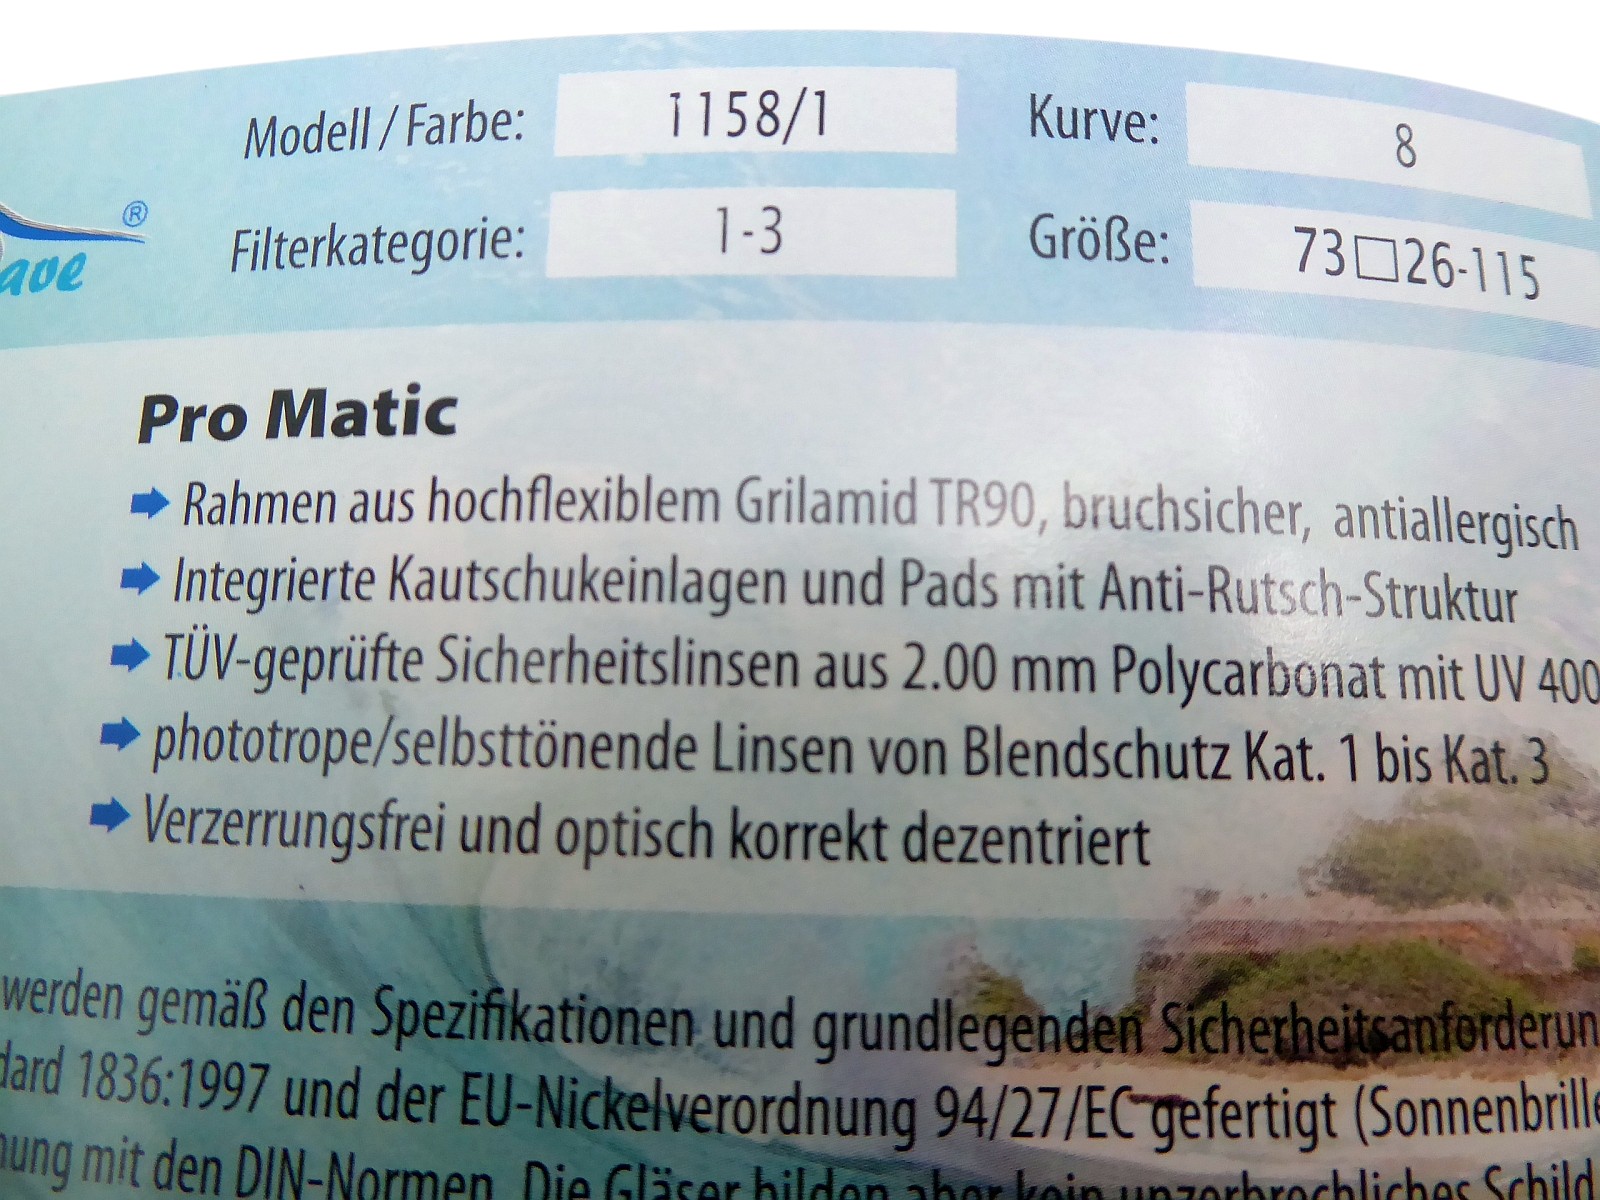 Modell / Farbe: 1158/1 Kurve: 8
®
ave
Filterkategorie: 1-3 Größe: 73□26-115
Pro Matic
Rahmen aus hochflexiblem Grilamid TR90, bruchsicher, antiallergisch
Integrierte Kautschukeinlagen und Pads mit Anti-Rutsch-Struktur
TÜV-geprüfte Sicherheitslinsen aus 2.00 mm Polycarbonat mit UV 400
phototrope/selbsttönende Linsen von Blendschutz Kat. 1 bis Kat. 3
Verzerrungsfrei und optisch korrekt dezentriert
werden gemäß den Spezifikationen und grundlegenden Sicherheitsanforderun
dard 1836:1997 und der EU-Nickelverordnung 94/27/EC gefertigt (Sonnenbrille
nung mit den DIN-Normen. Die Gläser bilden aber kein unzerbrechliches Schild